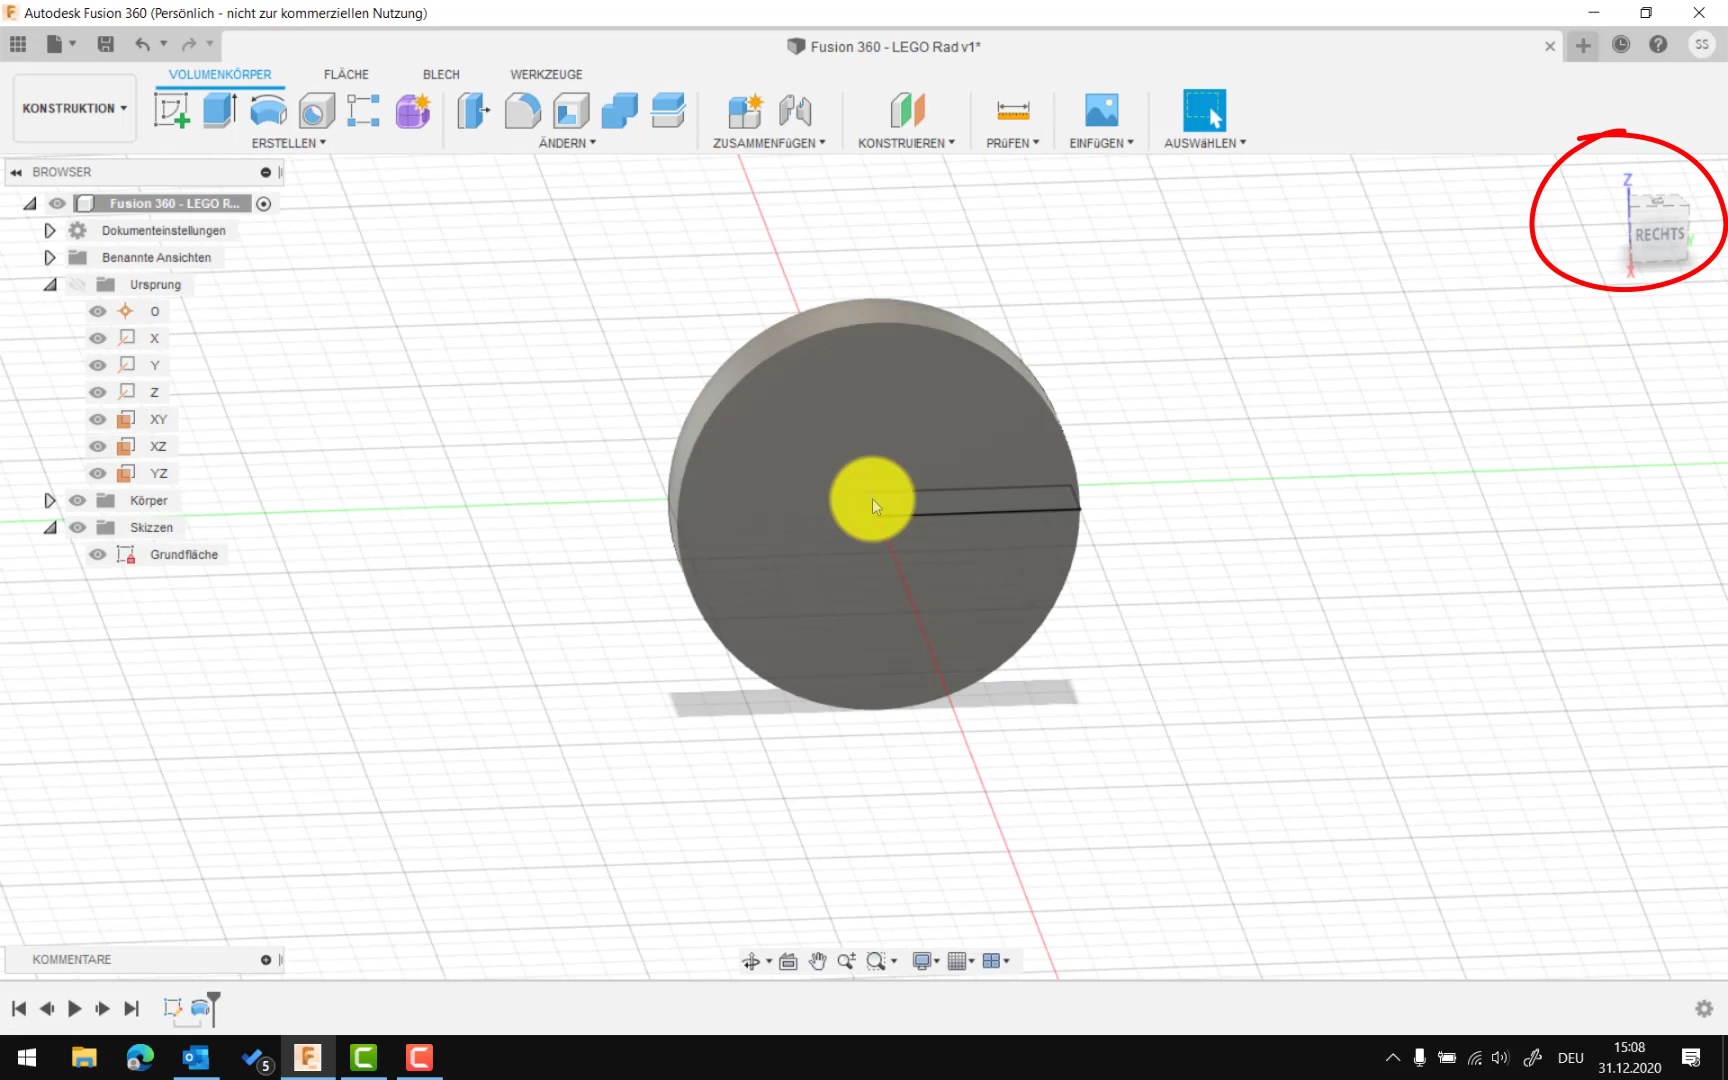 Autodesk Fusion 360 (Persönlich - nicht zur kommerziellen Nutzung)
Fusion 360 - LEGO Rad v1*
SS
VOLUMENKÖRPER FLÄCHE BLECH WERKZEUGE
KONSTRUKTION
ERSTELLEN ÄNDERN ZUSAMMENFÜGEN KONSTRUIEREN PRÜFEN EINFÜGEN AUSWÄHLEN
BROWSER
Fusion 360 - LEGO R...
Dokumenteinstellungen
Benannte Ansichten
Ursprung
O
X
Y
Z
XY
XZ
YZ
Körper
Skizzen
Grundfläche
Z
RECHTS
Y
X
KOMMENTARE
5
DEU
15:08
31.12.2020